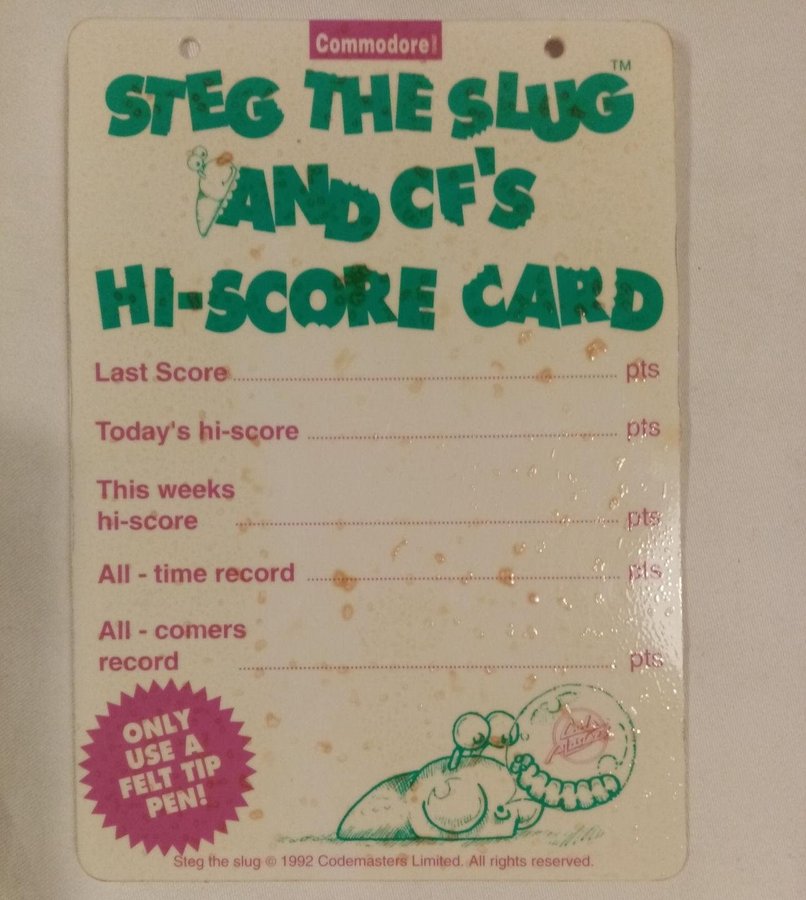 Commodore!
STEG THE SLUG™
AND CF'S
HI-SCORE CARD
Last Score pts
Today's hi-score pts
This weeks
hi-score pts
All - time record pts
All - comers
record pts
ONLY
USE A
FELT TIP
PEN!
Steg the slug © 1992 Codemasters Limited. All rights reserved.